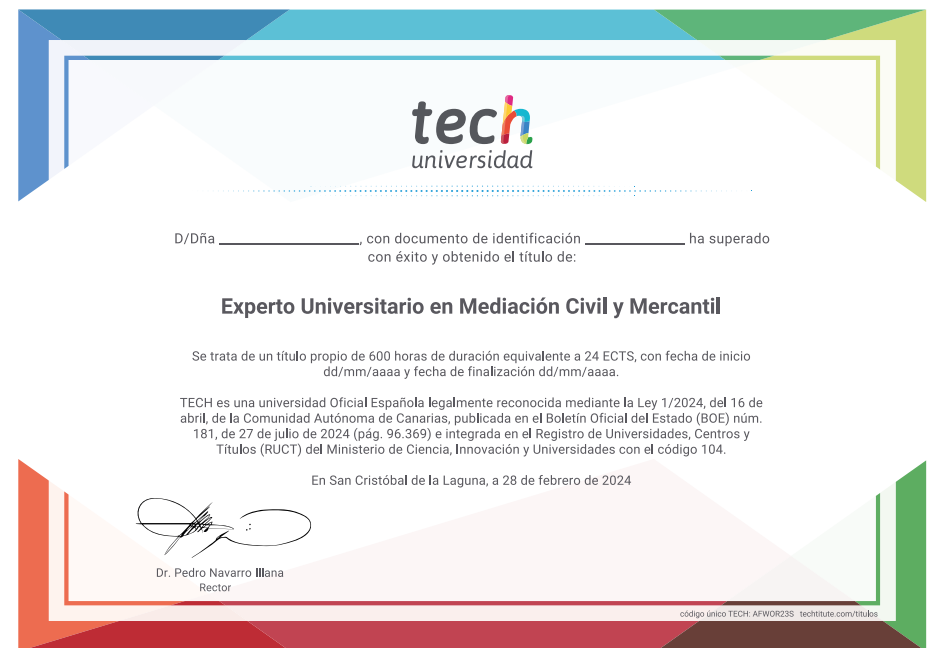 tech
universidad
D/Dña ____________________, con documento de identificación ______________ ha superado
con éxito y obtenido el título de:
Experto Universitario en Mediación Civil y Mercantil
Se trata de un título propio de 600 horas de duración equivalente a 24 ECTS, con fecha de inicio
dd/mm/aaaa y fecha de finalización dd/mm/aaaa.
TECH es una universidad Oficial Española legalmente reconocida mediante la Ley 1/2024, del 16 de
abril, de la Comunidad Autónoma de Canarias, publicada en el Boletín Oficial del Estado (BOE) núm.
181, de 27 de julio de 2024 (pág. 96.369) e integrada en el Registro de Universidades, Centros y
Títulos (RUCT) del Ministerio de Ciencia, Innovación y Universidades con el código 104.
En San Cristóbal de la Laguna, a 28 de febrero de 2024
Dr. Pedro Navarro Illana
Rector
código único TECH: AFWOR23S techtitute.com/titulos